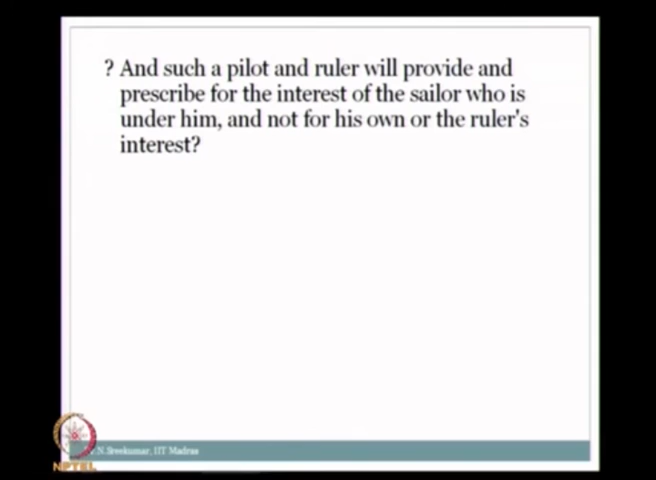 ? And such a pilot and ruler will provide and
prescribe for the interest of the sailor who is
under him, and not for his own or the ruler's
interest?
N.Sreekumar, IIT Madras
NPTEL